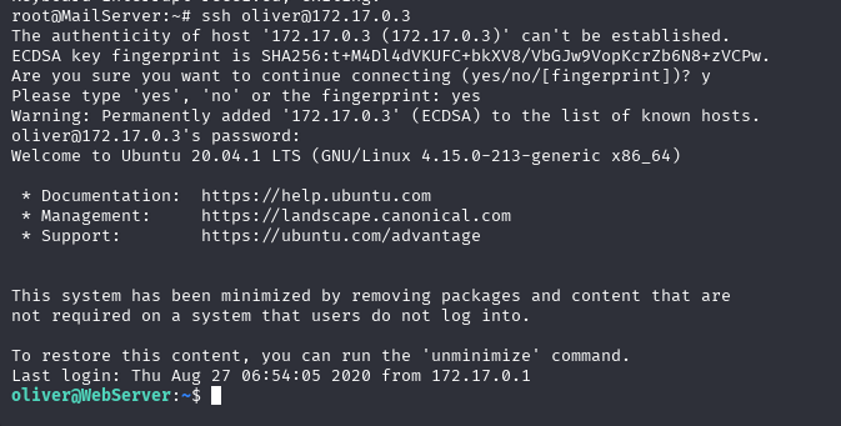 root@MailServer:~# ssh oliver@172.17.0.3
The authenticity of host '172.17.0.3 (172.17.0.3)' can't be established.
ECDSA key fingerprint is SHA256:t+M4Dl4dVKUFC+bkXV8/VbGJw9VopKcrZb6N8+zVCPw.
Are you sure you want to continue connecting (yes/no/[fingerprint])? y
Please type 'yes', 'no' or the fingerprint: yes
Warning: Permanently added '172.17.0.3' (ECDSA) to the list of known hosts.
oliver@172.17.0.3's password:
Welcome to Ubuntu 20.04.1 LTS (GNU/Linux 4.15.0-213-generic x86_64)
* Documentation:  https://help.ubuntu.com
* Management:     https://landscape.canonical.com
* Support:        https://ubuntu.com/advantage
This system has been minimized by removing packages and content that are
not required on a system that users do not log into.
To restore this content, you can run the 'unminimize' command.
Last login: Thu Aug 27 06:54:05 2020 from 172.17.0.1
oliver@WebServer:~$